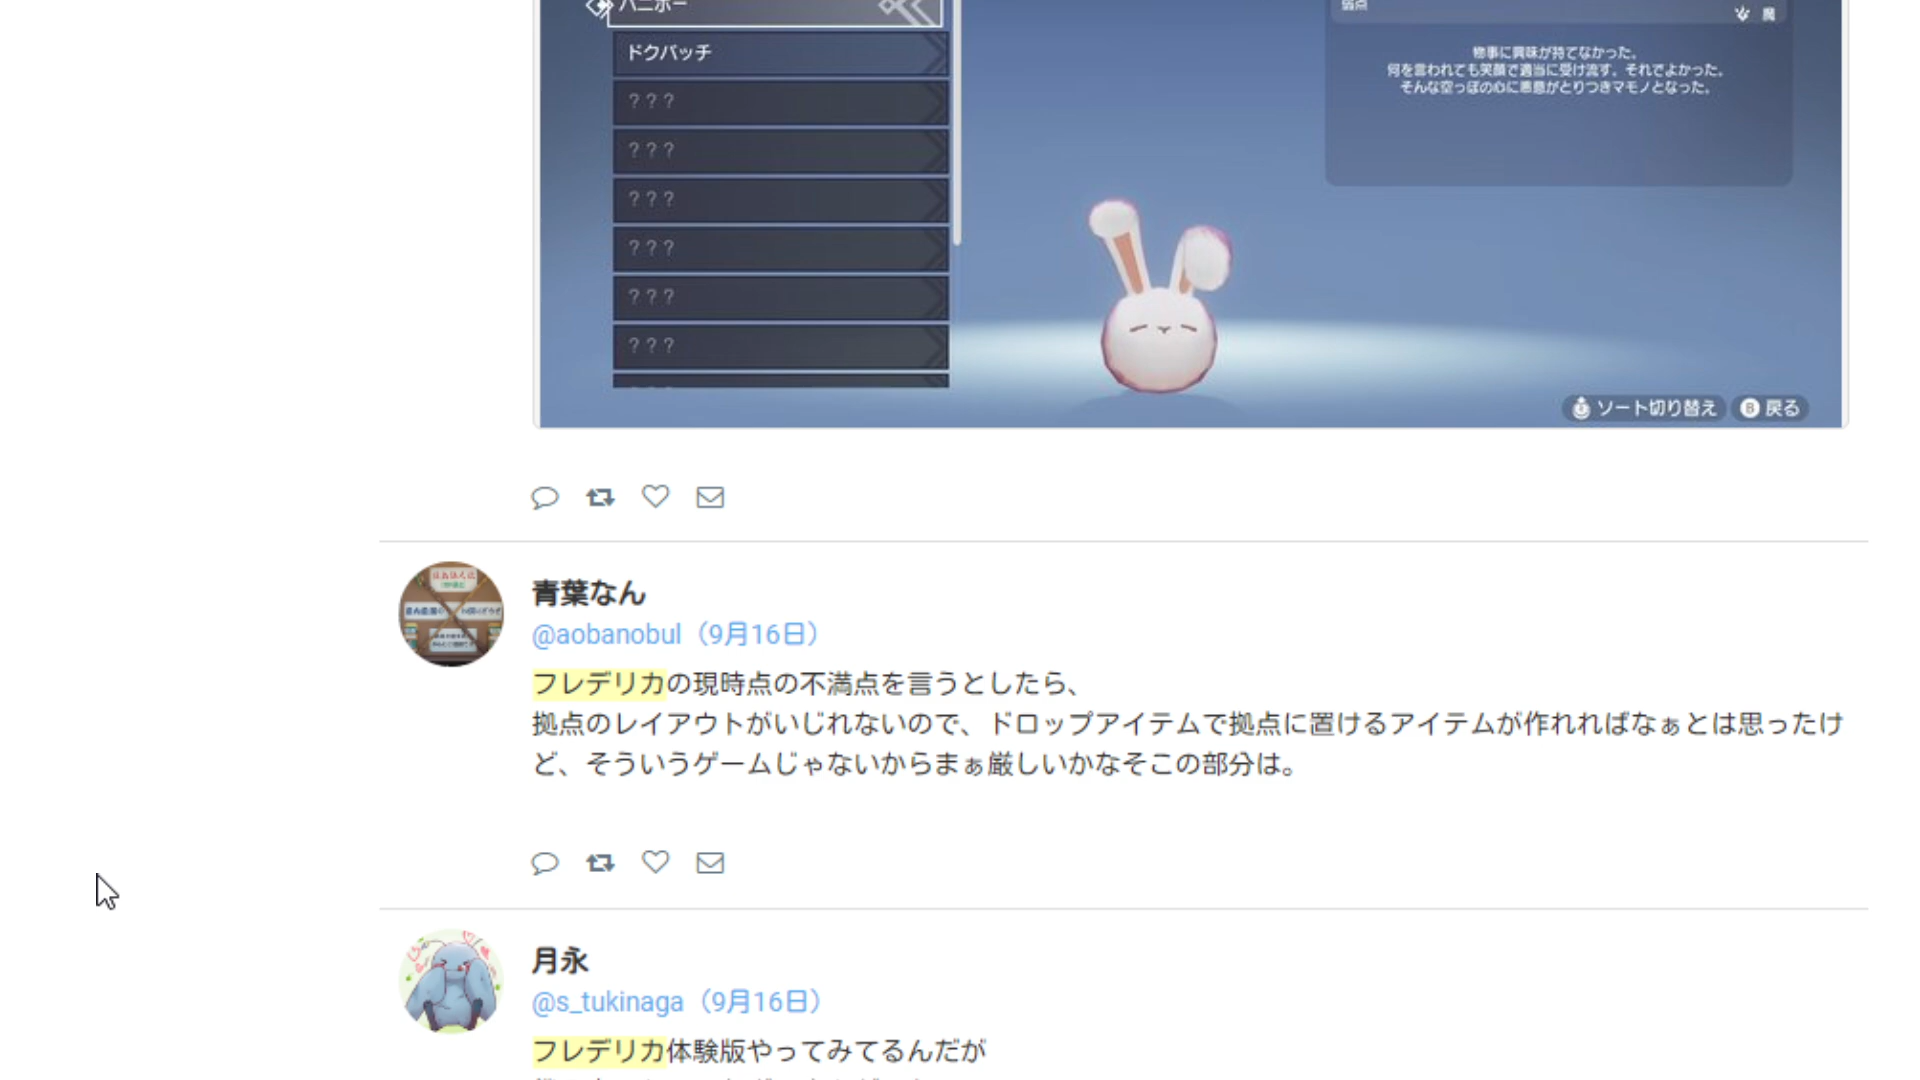 バニホー
弱点
魔
ドクバッチ
物事に興味が持てなかった。
何を言われても笑顔で適当に受け流す。それでよかった。
そんな空っぽの心に悪意がとりつきマモノとなった。
？？？
？？？
？？？
？？？
？？？
？？？
ソート切り替え
B 戻る
青葉なん
@aobanobul（9月16日）
フレデリカの現時点の不満点を言うとしたら、
拠点のレイアウトがいじれないので、ドロップアイテムで拠点に置けるアイテムが作れればなぁとは思ったけ
ど、そういうゲームじゃないからまぁ厳しいかなそこの部分は。
月永
@s_tukinaga（9月16日）
フレデリカ体験版やってみてるんだが